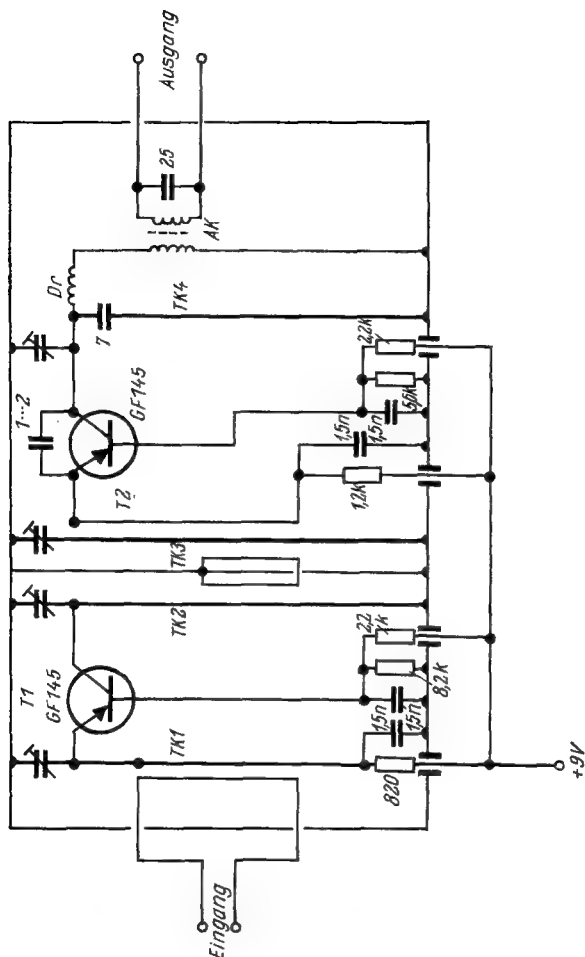 Ausgang
25
AK
Dr
7
TK4
1...2
GF145
T2
2,2k
5,6k
1,5n
1,5n
1,2k
TK3
TK2
T1
GF145
TK1
2,2
k
8,2k
1,5n
1,5n
820
+9V
Eingang